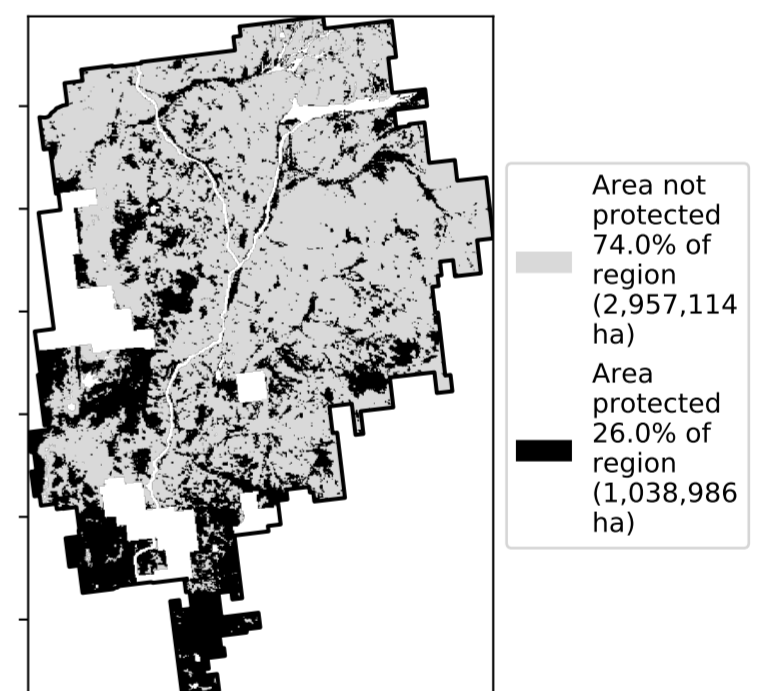 Area not
protected
74.0% of
region
(2,957,114
ha)
Area
protected
26.0% of
region
(1,038,986
ha)